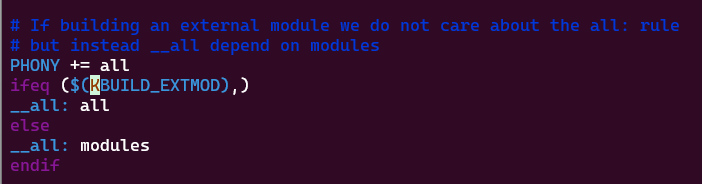 # If building an external module we do not care about the all: rule
# but instead __all depend on modules
PHONY += all
ifeq ($(KBUILD_EXTMOD),)
__all: all
else
__all: modules
endif